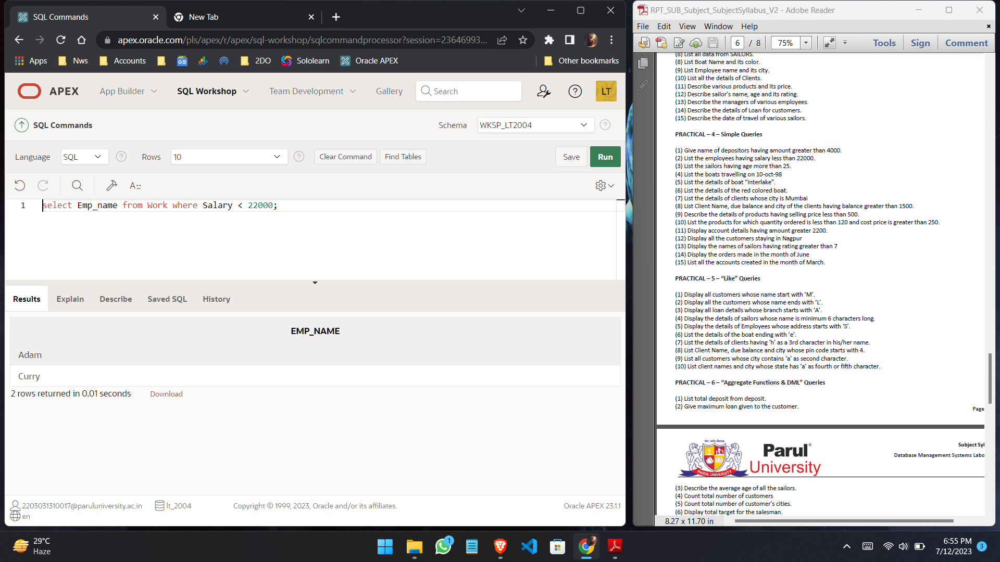 SQL Commands
New Tab
apex.oracle.com/pls/apex/r/apex/sql-workshop/sqlcommandprocessor?session=23646993...
Apps
Nws
Accounts
2DO
Sololearn
Oracle APEX
Other bookmarks
APEX
App Builder
SQL Workshop
Team Development
Gallery
Search
LT
SQL Commands
Schema
WKSP_LT2004
Language
SQL
Rows
10
Clear Command
Find Tables
Save
Run
1 select Emp_name from Work where Salary < 22000;
Results
Explain
Describe
Saved SQL
History
EMP_NAME
Adam
Curry
2 rows returned in 0.01 seconds
Download
2203031310017@paruluniversity.ac.in
lt_2004
Copyright © 1999, 2023, Oracle and/or its affiliates.
Oracle APEX 23.1.1
en
RPT_SUB_Subject_SubjectSyllabus_V2 - Adobe Reader
File Edit View Window Help
6 / 8
75%
Tools
Sign
Comment
(8) List all data from SAILORS.
(8) List Boat Name and its color.
(9) List Employee name and its city.
(10) List all the details of Clients.
(11) Describe various products and its price.
(12) Describe sailor's name, age and its rating.
(13) Describe the managers of various employees.
(14) Describe the details of Loan for customers.
(15) Describe the date of travel of various sailors.
PRACTICAL – 4 – Simple Queries
(1) Give name of depositors having amount greater than 4000.
(2) List the employees having salary less than 22000.
(3) List the sailors having age more than 25.
(4) List the boats travelling on 10-oct-98
(5) List the details of boat “Interlake”.
(6) List the details of the red colored boat.
(7) List the details of clients whose city is Mumbai
(8) List Client Name, due balance and city of the clients having balance greater than 1500.
(9) Describe the details of products having selling price less than 500.
(10) List the products for which quantity ordered is less than 120 and cost price is greater than 250.
(11) Display account details having amount greater 2200.
(12) Display all the customers staying in Nagpur
(13) Display the names of sailors having rating greater than 7
(14) Display the orders made in the month of June
(15) List all the accounts created in the month of March.
PRACTICAL – 5 – “Like” Queries
(1) Display all customers whose name start with ‘M’.
(2) Display all the customers whose name ends with ‘L’.
(3) Display all loan details whose branch starts with ‘A’.
(4) Display the details of sailors whose name is minimum 6 characters long.
(5) Display the details of Employees whose address starts with ‘S’.
(6) List the details of the boat ending with ‘e’.
(7) List the details of clients having ‘h’ as a 3rd character in his/her name.
(8) List Client Name, due balance and city whose pin code starts with 4.
(9) List all customers whose city contains ‘a’ as second character.
(10) List client names and city whose state has ‘a’ as fourth or fifth character.
PRACTICAL – 6 – “Aggregate Functions & DML” Queries
(1) List total deposit from deposit.
(2) Give maximum loan given to the customer.
Page
Parul®
University
PARUL UNIVERSITY
Subject Syl
Database Management Systems Labo
(3) Describe the average age of all the sailors.
(4) Count total number of customers
(5) Count total number of customer's cities.
(6) Display total target for the salesman.
8.27 x 11.70 in
29°C
Haze
1
6:55 PM
7/12/2023
3